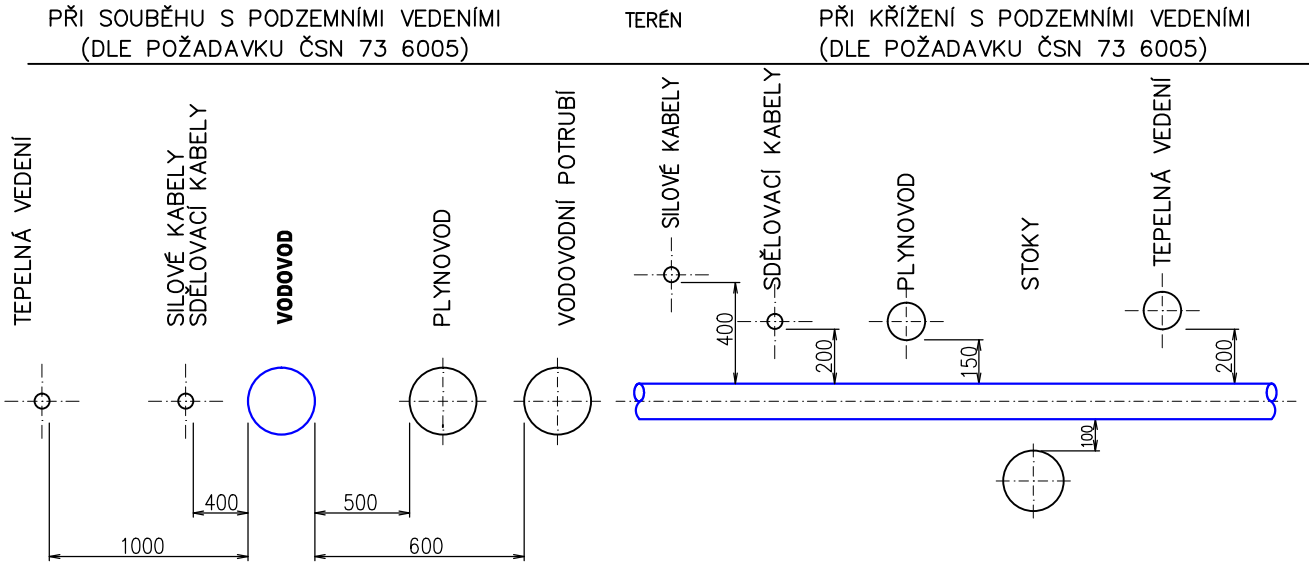 PŘI SOUBĚHU S PODZEMNÍMI VEDENÍMI
(DLE POŽADAVKU ČSN 73 6005)
TERÉN
PŘI KŘÍŽENÍ S PODZEMNÍMI VEDENÍMI
(DLE POŽADAVKU ČSN 73 6005)
TEPELNÁ VEDENÍ
SILOVÉ KABELY
SDĚLOVACÍ KABELY
VODOVOD
PLYNOVOD
VODOVODNÍ POTRUBÍ
SILOVÉ KABELY
SDĚLOVACÍ KABELY
PLYNOVOD
STOKY
TEPELNÁ VEDENÍ
400
200
150
200
100
400
500
1000
600